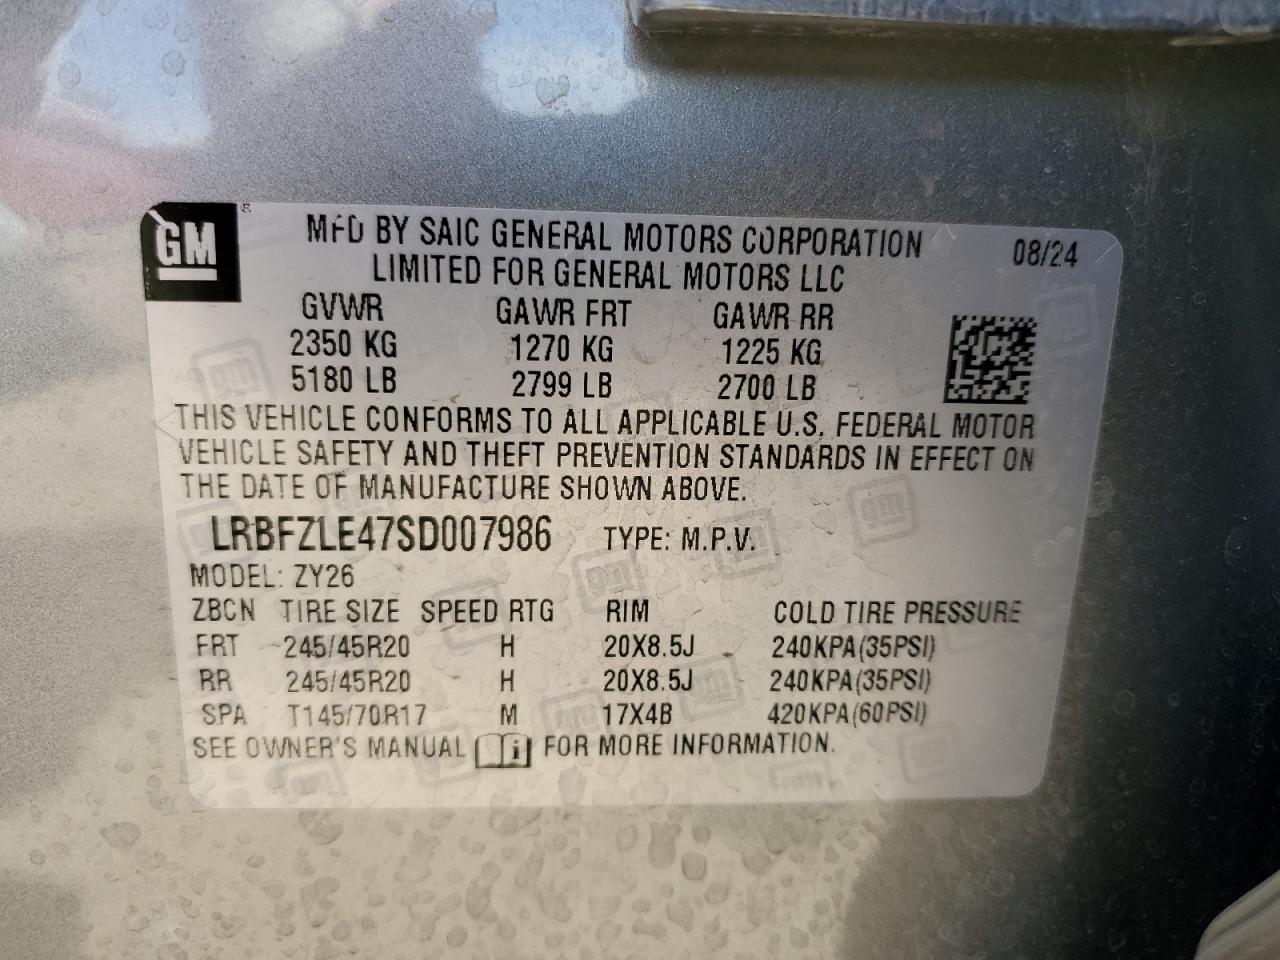 GM ®
MFD BY SAIC GENERAL MOTORS CORPORATION 08/24
LIMITED FOR GENERAL MOTORS LLC
GVWR GAWR FRT GAWR RR
2350 KG 1270 KG 1225 KG
5180 LB 2799 LB 2700 LB
THIS VEHICLE CONFORMS TO ALL APPLICABLE U.S. FEDERAL MOTOR
VEHICLE SAFETY AND THEFT PREVENTION STANDARDS IN EFFECT ON
THE DATE OF MANUFACTURE SHOWN ABOVE.
LRBFZLE47SD007986 TYPE: M.P.V.
MODEL: ZY26
ZBCN TIRE SIZE SPEED RTG RIM COLD TIRE PRESSURE
FRT 245/45R20 H 20X8.5J 240KPA(35PSI)
RR 245/45R20 H 20X8.5J 240KPA(35PSI)
SPA T145/70R17 M 17X4B 420KPA(60PSI)
SEE OWNER'S MANUAL i FOR MORE INFORMATION.